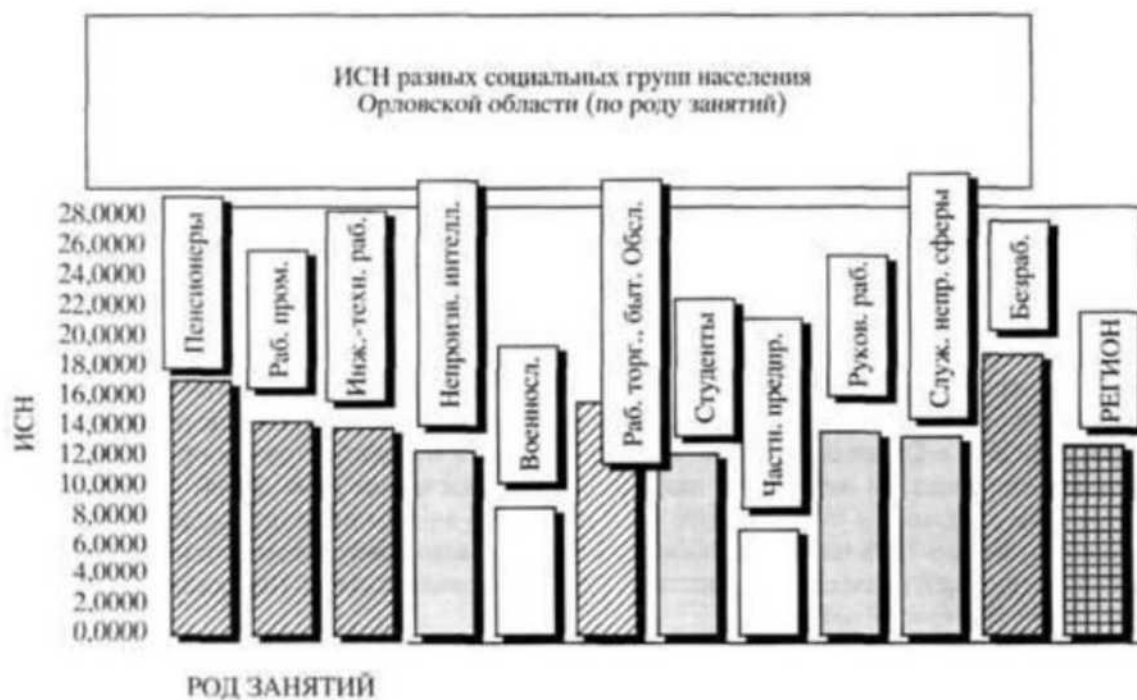 ИСН разных социальных групп населения
Орловской области (по роду занятий)
ИСН
28,0000
26,0000
24,0000
22,0000
20,0000
18,0000
16,0000
14,0000
12,0000
10,0000
8,0000
6,0000
4,0000
2,0000
0,0000
Пенсионеры
Раб. пром.
Инж.-техн. раб.
Непроизв. интелл.
Военносл.
Раб. торг., быт. Обсл.
Студенты
Частн. предпр.
Руков. раб.
Служ. непр. сферы
Безраб.
РЕГИОН
РОД ЗАНЯТИЙ